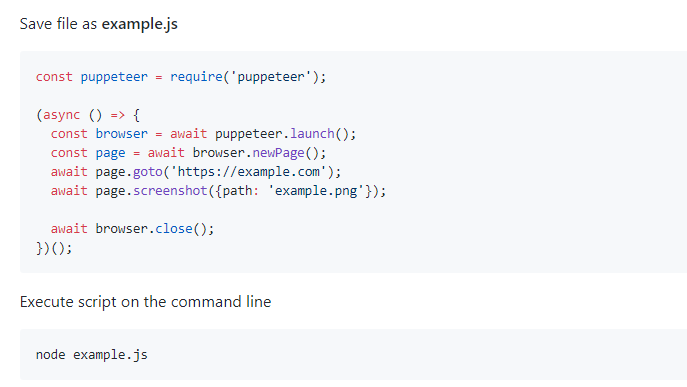 Save file as example.js
const puppeteer = require('puppeteer');
(async () => {
  const browser = await puppeteer.launch();
  const page = await browser.newPage();
  await page.goto('https://example.com');
  await page.screenshot({path: 'example.png'});
  await browser.close();
})();
Execute script on the command line
node example.js